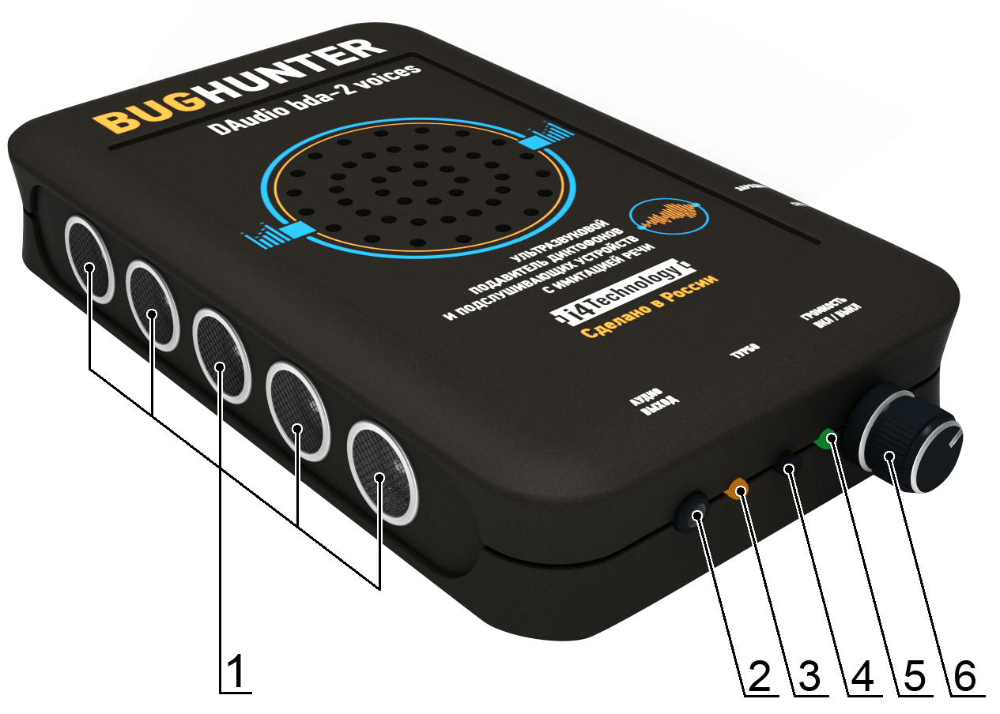 BUGHUNTER
DAudio bda-2 voices
УЛЬТРАЗВУКОВОЙ
ПОДАВИТЕЛЬ ДИКТОФОНОВ
И ПОДСЛУШИВАЮЩИХ УСТРОЙСТВ
С ИМИТАЦИЕЙ РЕЧИ
i4Technology
Сделано в России
ГРОМКОСТЬ
ВКЛ / ВЫКЛ
ТУРБО
АУДИО
ВЫХОД
1
2
3
4
5
6